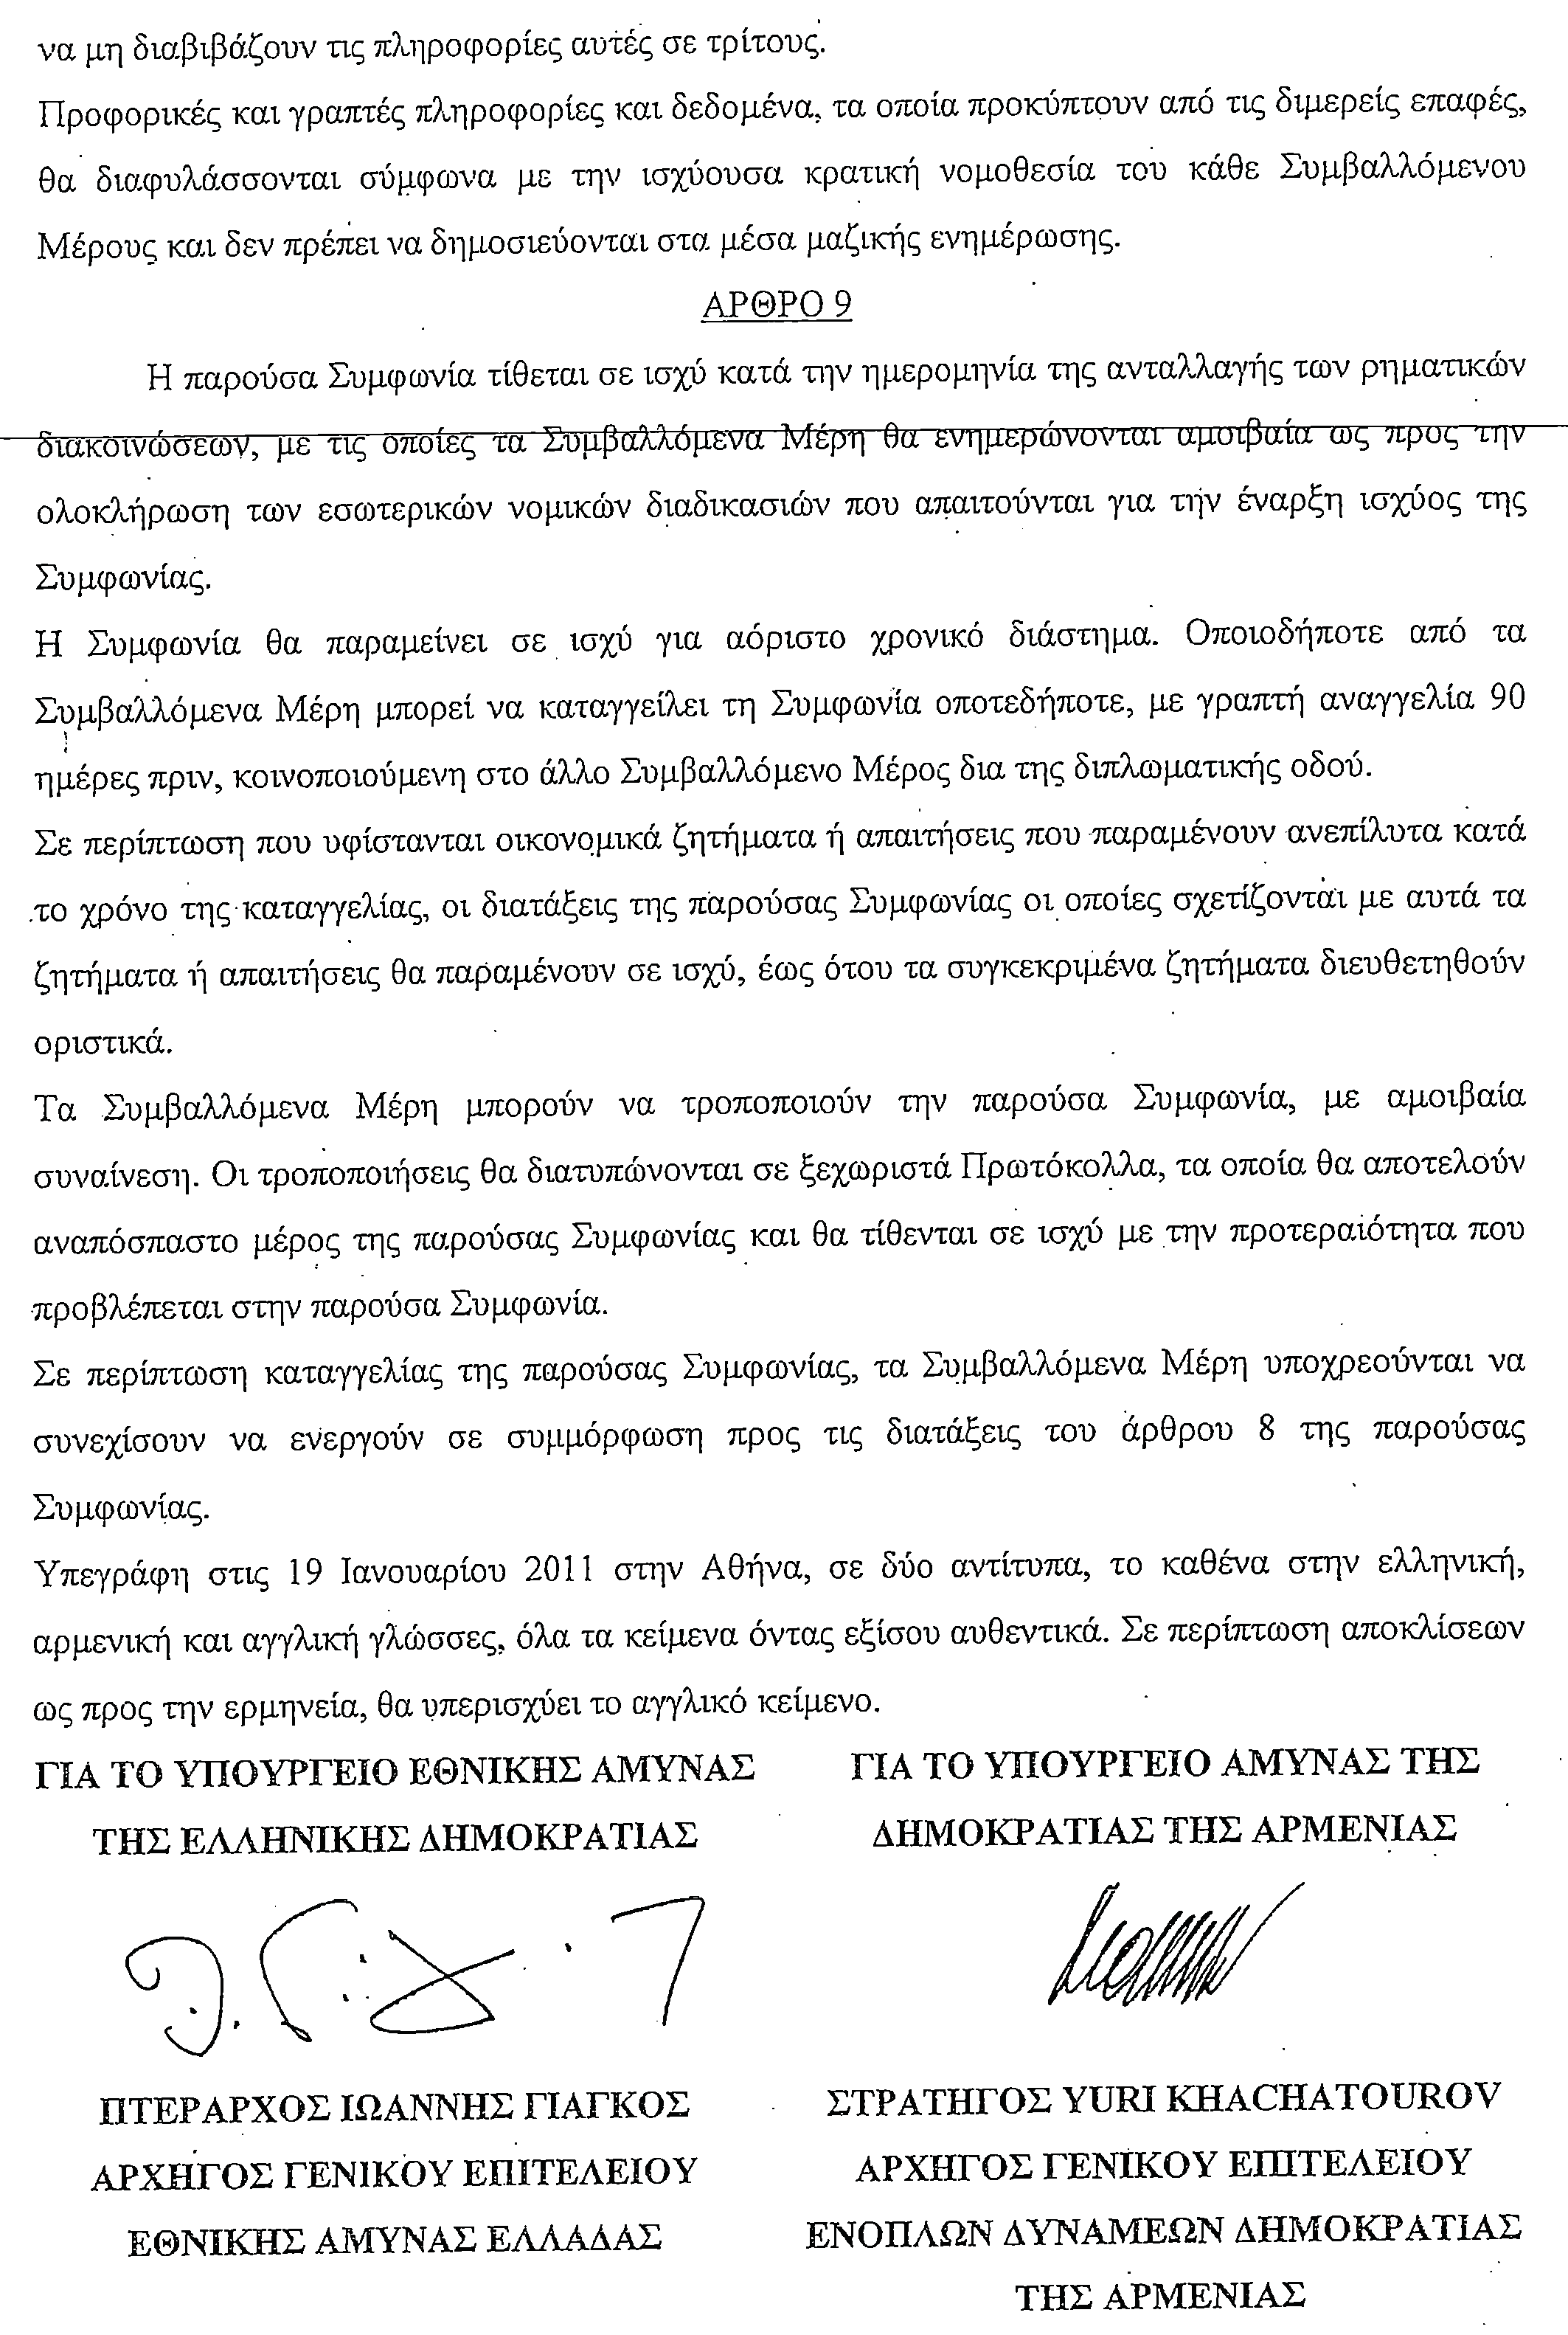 να μη διαβιβάζουν τις πληροφορίες αυτές σε τρίτους.
Προφορικές και γραπτές πληροφορίες και δεδομένα, τα οποία προκύπτουν από τις διμερείς επαφές,
θα διαφυλάσσονται σύμφωνα με την ισχύουσα κρατική νομοθεσία του κάθε Συμβαλλόμενου
Μέρους και δεν πρέπει να δημοσιεύονται στα μέσα μαζικής ενημέρωσης.
ΑΡΘΡΟ 9
Η παρούσα Συμφωνία τίθεται σε ισχύ κατά την ημερομηνία της ανταλλαγής των ρηματικών
διακοινώσεων, με τις οποίες τα Συμβαλλόμενα Μέρη θα ενημερώνονται αμοιβαία ως προς την
ολοκλήρωση των εσωτερικών νομικών διαδικασιών που απαιτούνται για την έναρξη ισχύος της
Συμφωνίας.
Η Συμφωνία θα παραμείνει σε ισχύ για αόριστο χρονικό διάστημα. Οποιοδήποτε από τα
Συμβαλλόμενα Μέρη μπορεί να καταγγείλει τη Συμφωνία οποτεδήποτε, με γραπτή αναγγελία 90
ημέρες πριν, κοινοποιούμενη στο άλλο Συμβαλλόμενο Μέρος δια της διπλωματικής οδού.
Σε περίπτωση που υφίστανται οικονομικά ζητήματα ή απαιτήσεις που παραμένουν ανεπίλυτα κατά
το χρόνο της καταγγελίας, οι διατάξεις της παρούσας Συμφωνίας οι οποίες σχετίζονται με αυτά τα
ζητήματα ή απαιτήσεις θα παραμένουν σε ισχύ, έως ότου τα συγκεκριμένα ζητήματα διευθετηθούν
οριστικά.
Τα Συμβαλλόμενα Μέρη μπορούν να τροποποιούν την παρούσα Συμφωνία, με αμοιβαία
συναίνεση. Οι τροποποιήσεις θα διατυπώνονται σε ξεχωριστά Πρωτόκολλα, τα οποία θα αποτελούν
αναπόσπαστο μέρος της παρούσας Συμφωνίας και θα τίθενται σε ισχύ με την προτεραιότητα που
προβλέπεται στην παρούσα Συμφωνία.
Σε περίπτωση καταγγελίας της παρούσας Συμφωνίας, τα Συμβαλλόμενα Μέρη υποχρεούνται να
συνεχίσουν να ενεργούν σε συμμόρφωση προς τις διατάξεις του άρθρου 8 της παρούσας
Συμφωνίας.
Υπεγράφη στις 19 Ιανουαρίου 2011 στην Αθήνα, σε δύο αντίτυπα, το καθένα στην ελληνική,
αρμενική και αγγλική γλώσσες, όλα τα κείμενα όντας εξίσου αυθεντικά. Σε περίπτωση αποκλίσεων
ως προς την ερμηνεία, θα υπερισχύει το αγγλικό κείμενο.
ΓΙΑ ΤΟ ΥΠΟΥΡΓΕΙΟ ΕΘΝΙΚΗΣ ΑΜΥΝΑΣ
ΤΗΣ ΕΛΛΗΝΙΚΗΣ ΔΗΜΟΚΡΑΤΙΑΣ
ΠΤΕΡΑΡΧΟΣ ΙΩΑΝΝΗΣ ΓΙΑΓΚΟΣ
ΑΡΧΗΓΟΣ ΓΕΝΙΚΟΥ ΕΠΙΤΕΛΕΙΟΥ
ΕΘΝΙΚΗΣ ΑΜΥΝΑΣ ΕΛΛΑΔΑΣ
ΓΙΑ ΤΟ ΥΠΟΥΡΓΕΙΟ ΑΜΥΝΑΣ ΤΗΣ
ΔΗΜΟΚΡΑΤΙΑΣ ΤΗΣ ΑΡΜΕΝΙΑΣ
ΣΤΡΑΤΗΓΟΣ YURI KHACHATOUROV
ΑΡΧΗΓΟΣ ΓΕΝΙΚΟΥ ΕΠΙΤΕΛΕΙΟΥ
ΕΝΟΠΛΩΝ ΔΥΝΑΜΕΩΝ ΔΗΜΟΚΡΑΤΙΑΣ
ΤΗΣ ΑΡΜΕΝΙΑΣ